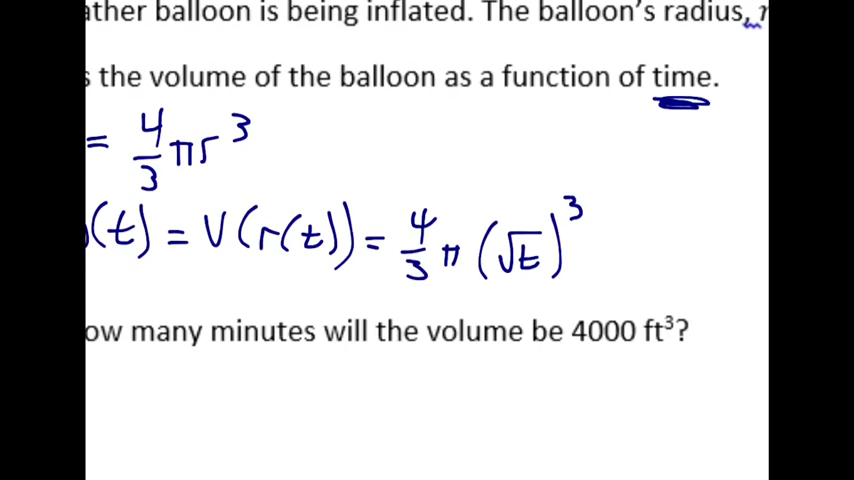 ather balloon is being inflated. The balloon's radius, r
s the volume of the balloon as a function of time.
= 4/3 πr³
(t) = V(r(t)) = 4/3 π (√t)³
ow many minutes will the volume be 4000 ft³?